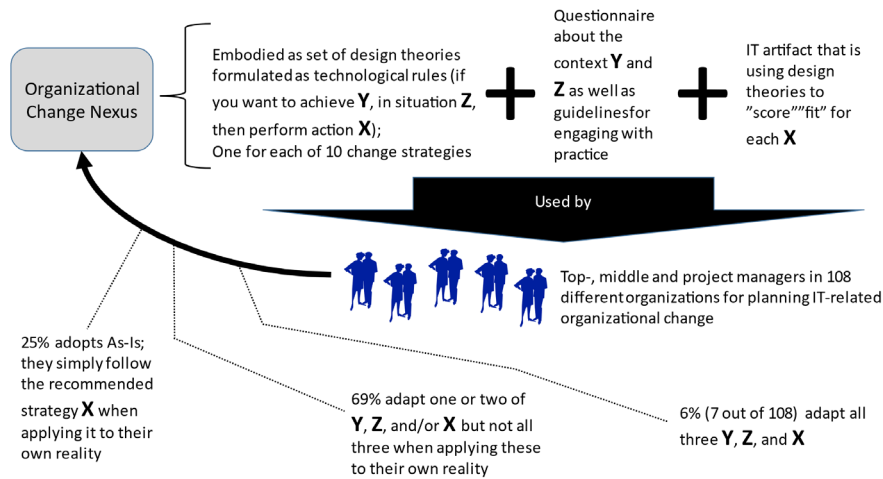 Organizational
Change Nexus
Embodied as set of design theories
formulated as technological rules (if
you want to achieve Y, in situation Z,
then perform action X);
One for each of 10 change strategies
Questionnaire
about the
context Y and
Z as well as
guidelinesfor
engaging with
practice
IT artifact that is
using design
theories to
”score””fit” for
each X
Used by
Top-, middle and project managers in 108
different organizations for planning IT-related
organizational change
25% adopts As-Is;
they simply follow
the recommended
strategy X when
applying it to their
own reality
69% adapt one or two of
Y, Z, and/or X but not all
three when applying these
to their own reality
6% (7 out of 108) adapt all
three Y, Z, and X